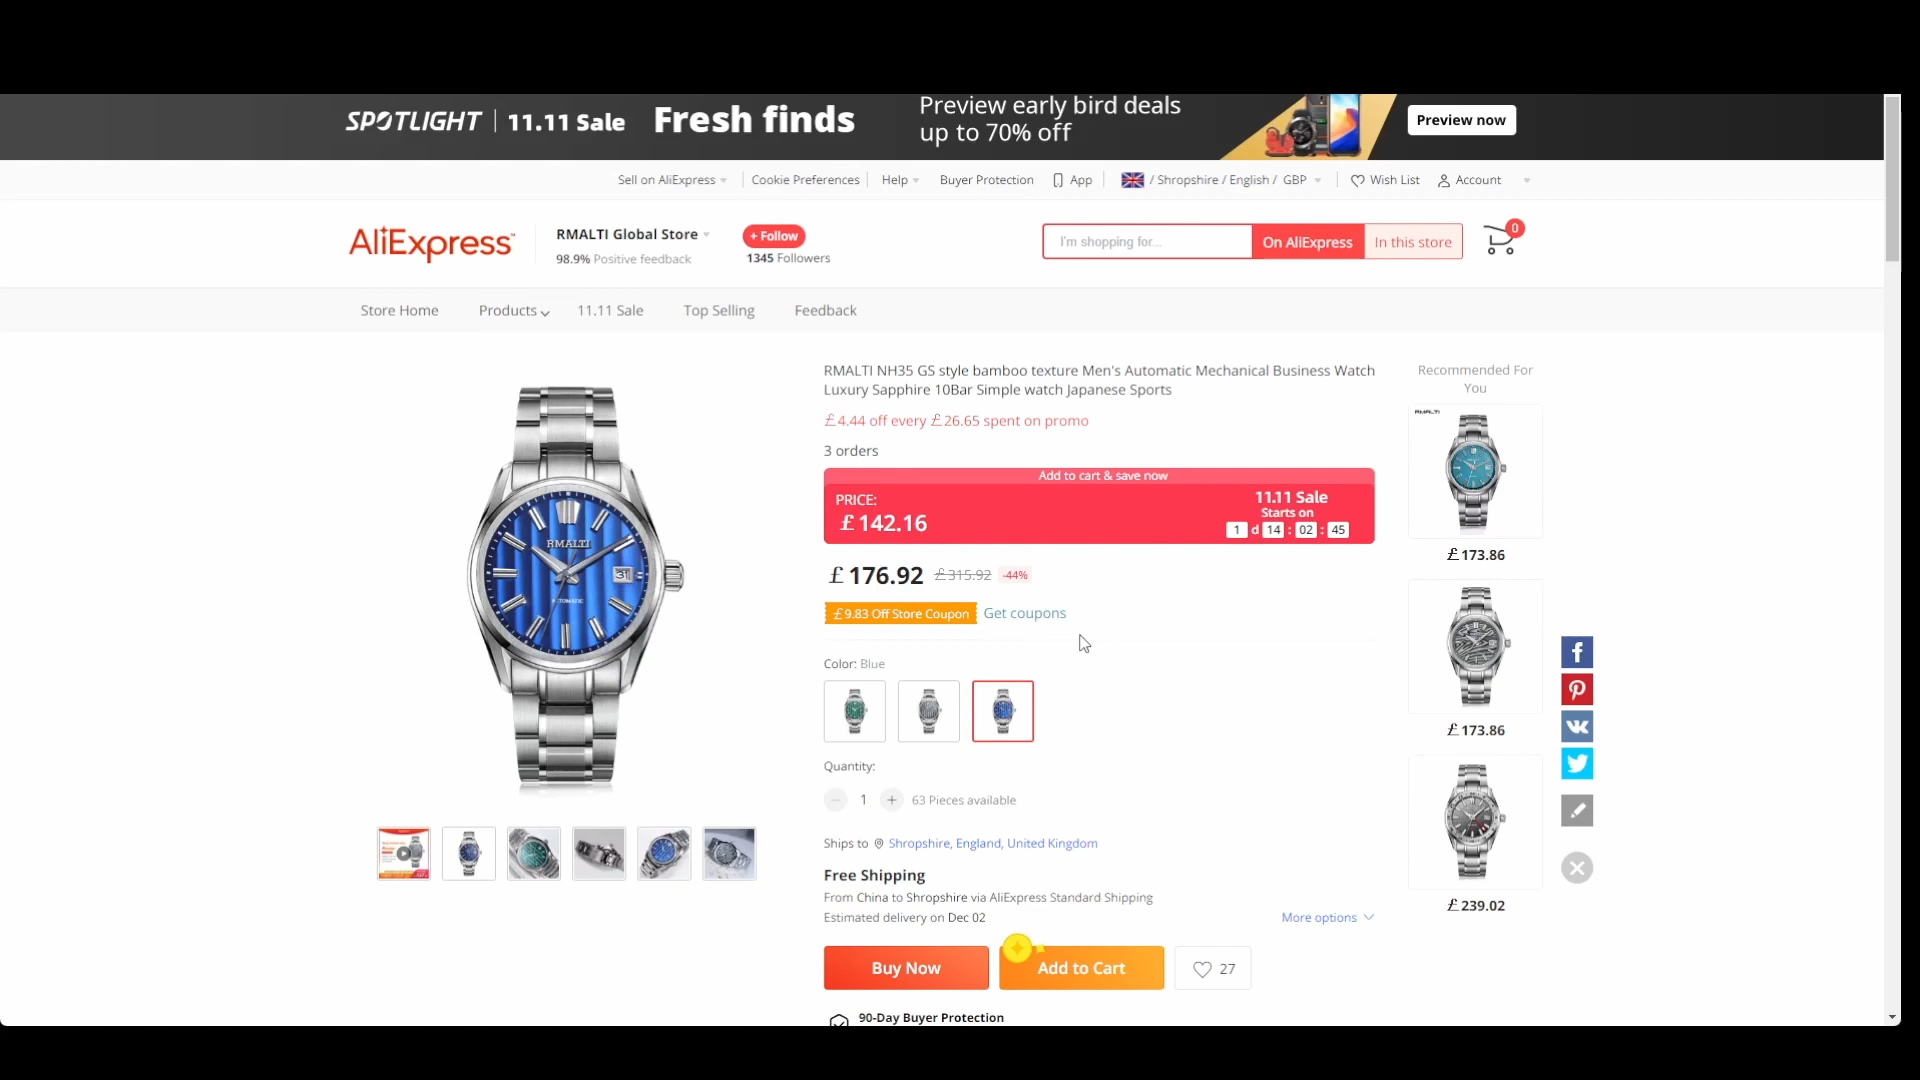 SPOTLIGHT | 11.11 Sale
Fresh finds
Preview early bird deals
up to 70% off
Preview now
Sell on AliExpress
Cookie Preferences
Help
Buyer Protection
App
/ Shropshire / English / GBP
Wish List
Account
AliExpress
RMALTI Global Store
98.9% Positive feedback
+ Follow
1345 Followers
I'm shopping for...
On AliExpress
In this store
0
Store Home
Products
11.11 Sale
Top Selling
Feedback
RMALTI
AUTOMATIC
31
RMALTI NH35 GS style bamboo texture Men's Automatic Mechanical Business Watch
Luxury Sapphire 10Bar Simple watch Japanese Sports
£4.44 off every £26.65 spent on promo
3 orders
Add to cart & save now
PRICE:
£142.16
11.11 Sale
Starts on
1 d 14 : 02 : 45
£176.92 £315.92 -44%
£9.83 Off Store Coupon
Get coupons
Color: Blue
Quantity:
1
63 Pieces available
Ships to Shropshire, England, United Kingdom
Free Shipping
From China to Shropshire via AliExpress Standard Shipping
Estimated delivery on Dec 02
More options
Buy Now
Add to Cart
27
90-Day Buyer Protection
Recommended For
You
RMALTI
£173.86
£173.86
£239.02